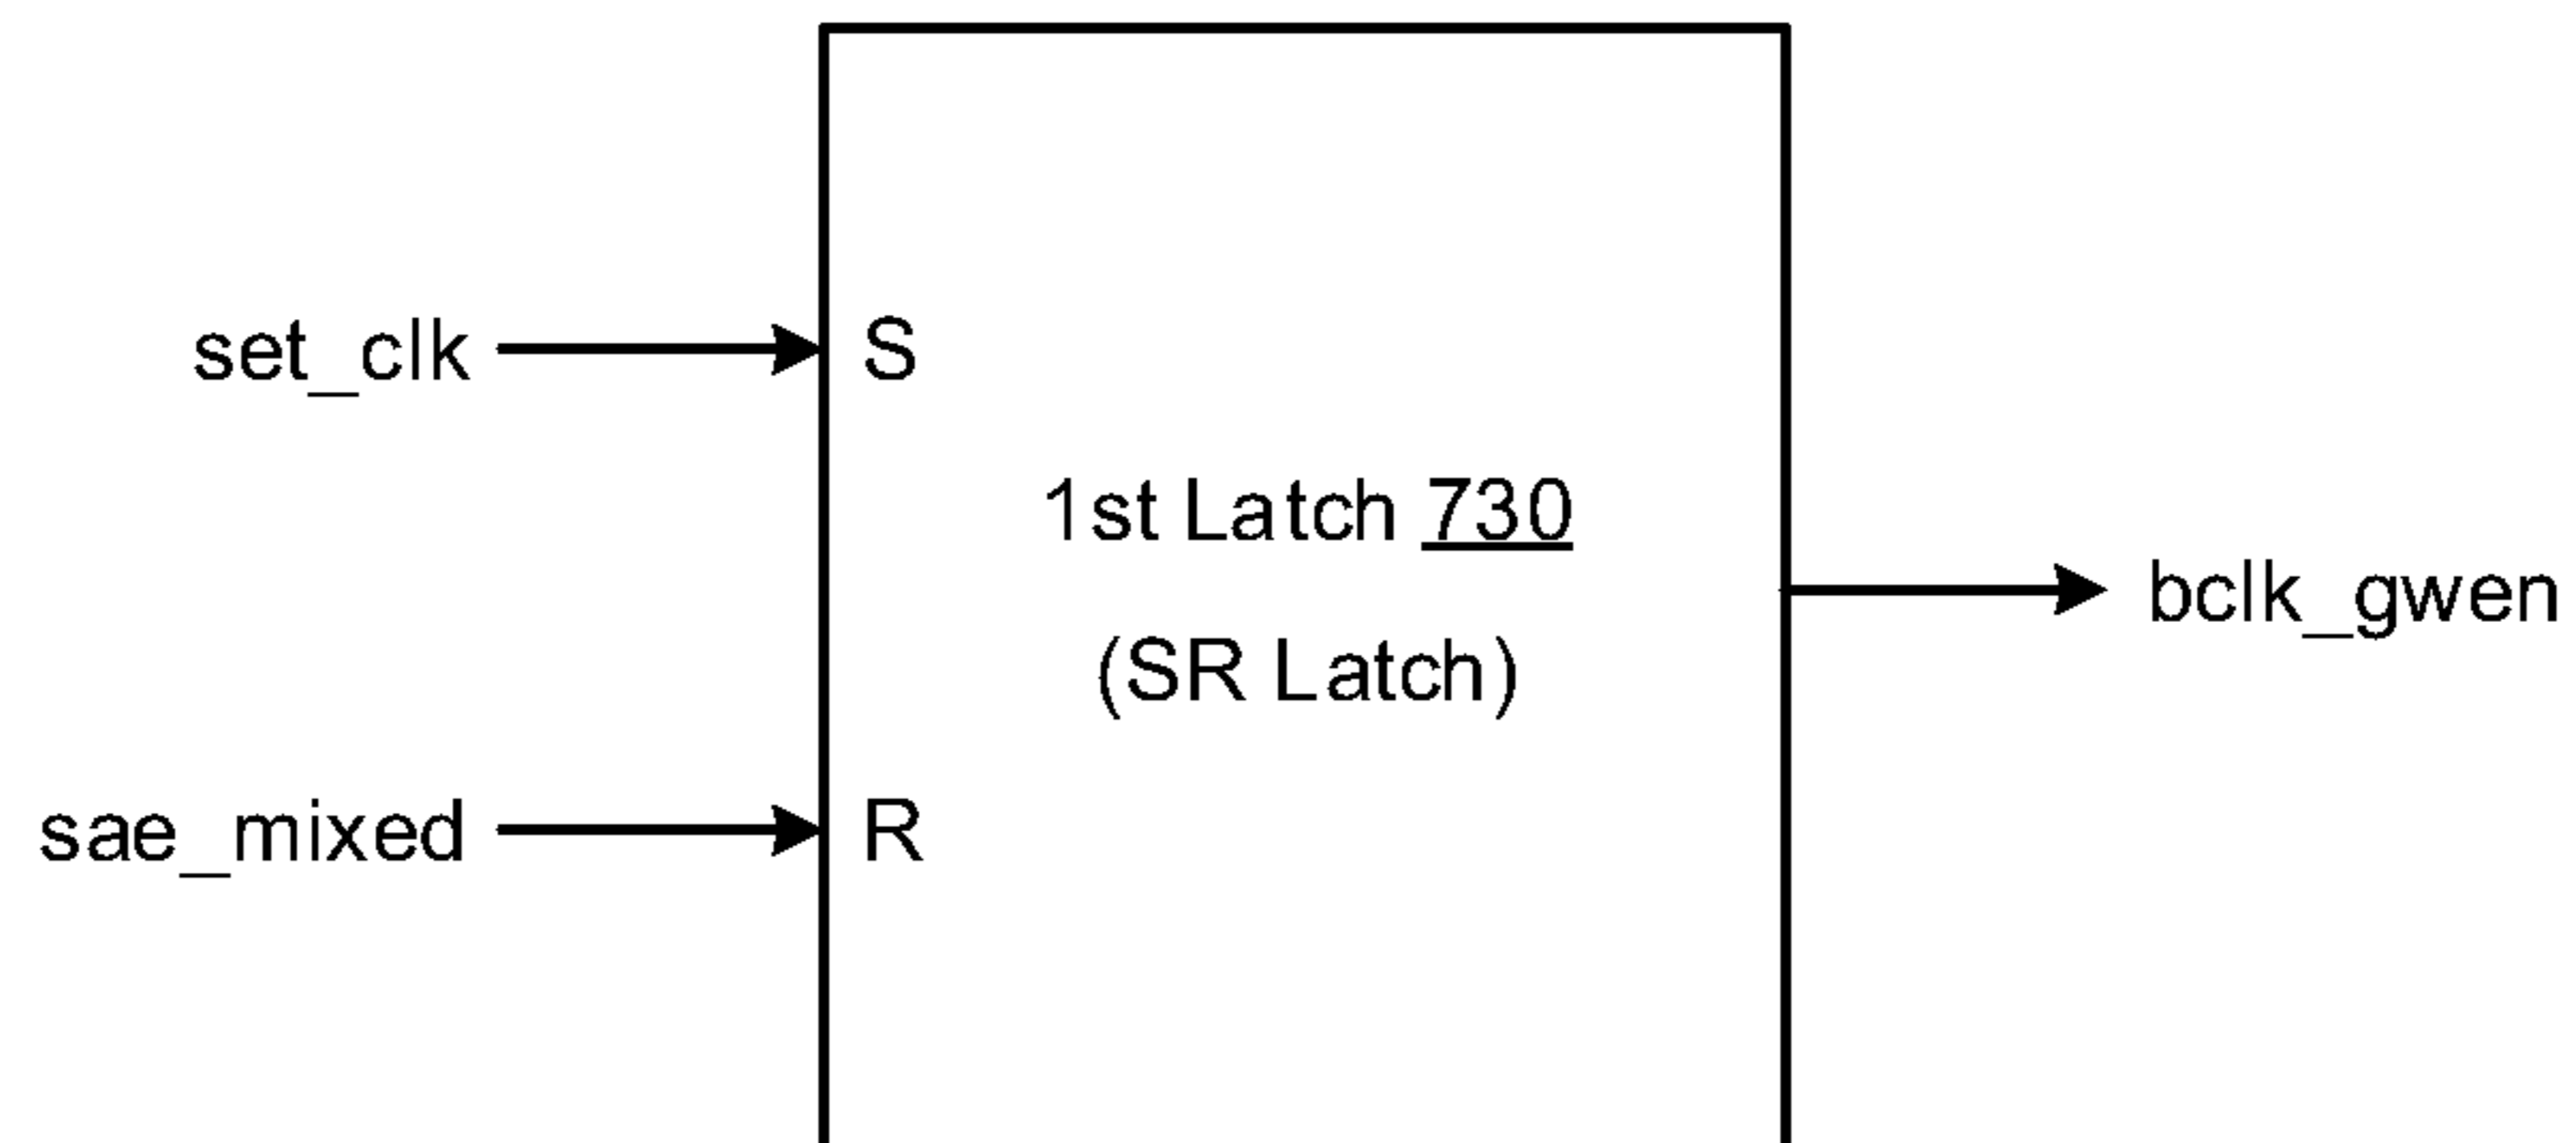 set_clk
S
1st Latch 730
(SR Latch)
bclk_gwen
sae_mixed
R